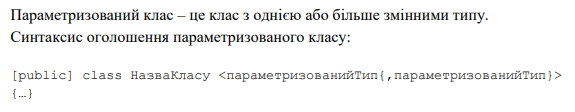 Параметризований клас – це клас з однією або більше змінними типу.
Синтаксис оголошення параметризованого класу:
[public] class НазваКласу <параметризованийТип{,параметризованийТип}>
{…}